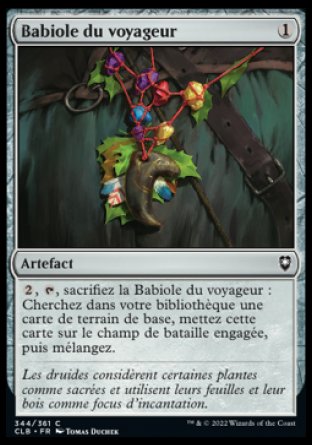 Babiole du voyageur 1
Artefact
2, , sacrifiez la Babiole du voyageur :
Cherchez dans votre bibliothèque une
carte de terrain de base, mettez cette
carte sur le champ de bataille engagée,
puis mélangez.
Les druides considèrent certaines plantes
comme sacrées et utilisent leurs feuilles et leur
bois comme focus d'incantation.
344/361 C
CLB • FR Tomas Duchek
™ & © 2022 Wizards of the Coast